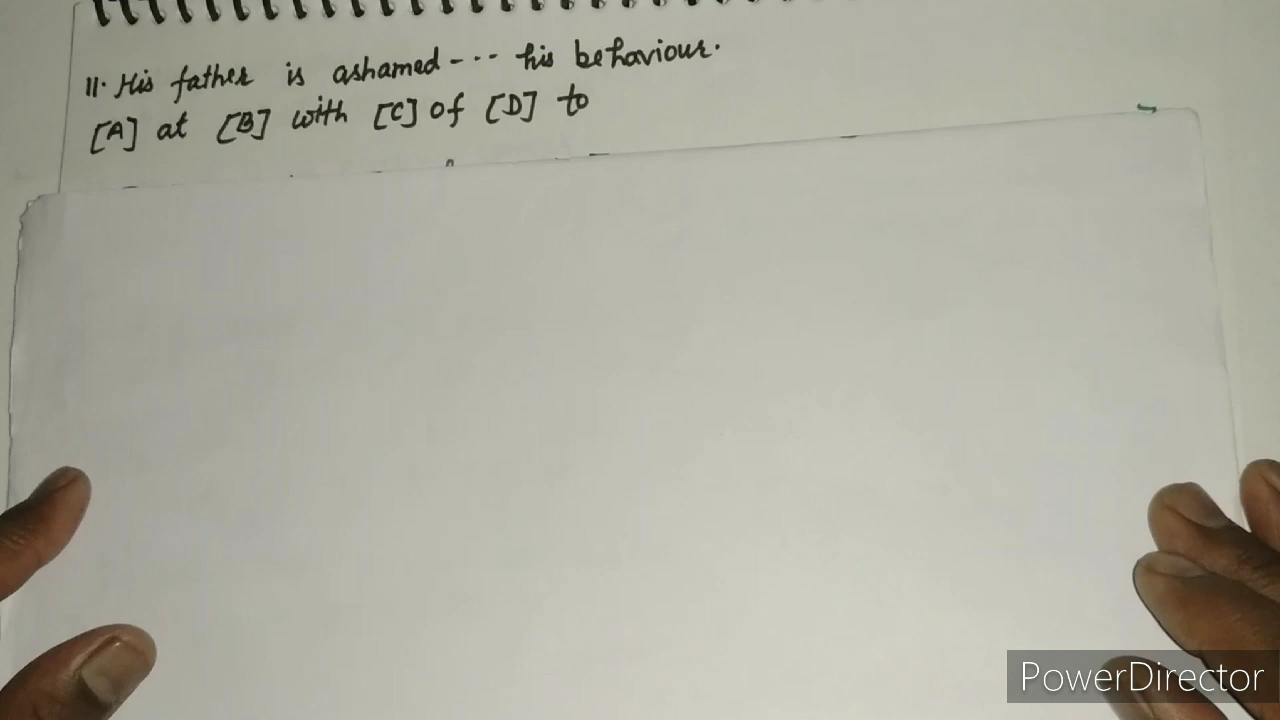 11. His father is ashamed - - - - his behaviour.
[A] at [B] with [C] of [D] to
PowerDirector